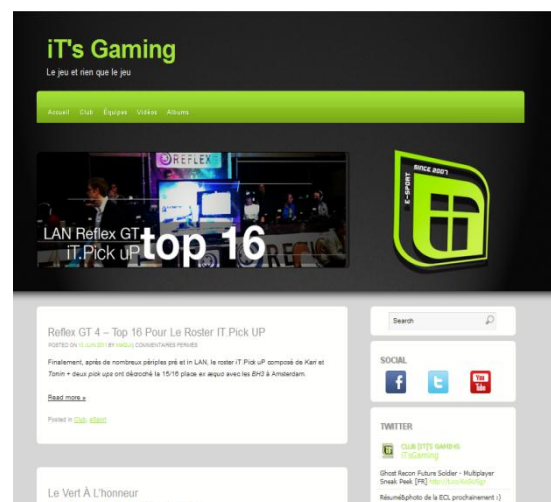 iT's Gaming
Le jeu et rien que le jeu
Accueil Club Équipes Vidéos Albums
REFLEX
LAN Reflex GT
iT.Pick uP
top 16
SINCE 2007
E-SPORT
Reflex GT 4 – Top 16 Pour Le Roster IT.Pick UP
POSTED ON BY COMMENTAIRES FERMÉS
Finalement, après de nombreux périples pré et in LAN, le roster iT.Pick uP composé de Kari et
Tonin + deux pick ups ont décroché la 15/16 place ex æquo avec les BH3 à Amsterdam.
Read more »
Posted in Club, eSport
Le Vert À L'honneur
Search
SOCIAL
You
Tube
TWITTER
CLUB [IT]'S GAMING
iTsGaming
Ghost Recon Future Soldier - Multiplayer
Sneak Peek [FR]
Résumé&photo de la ECL prochainement :)